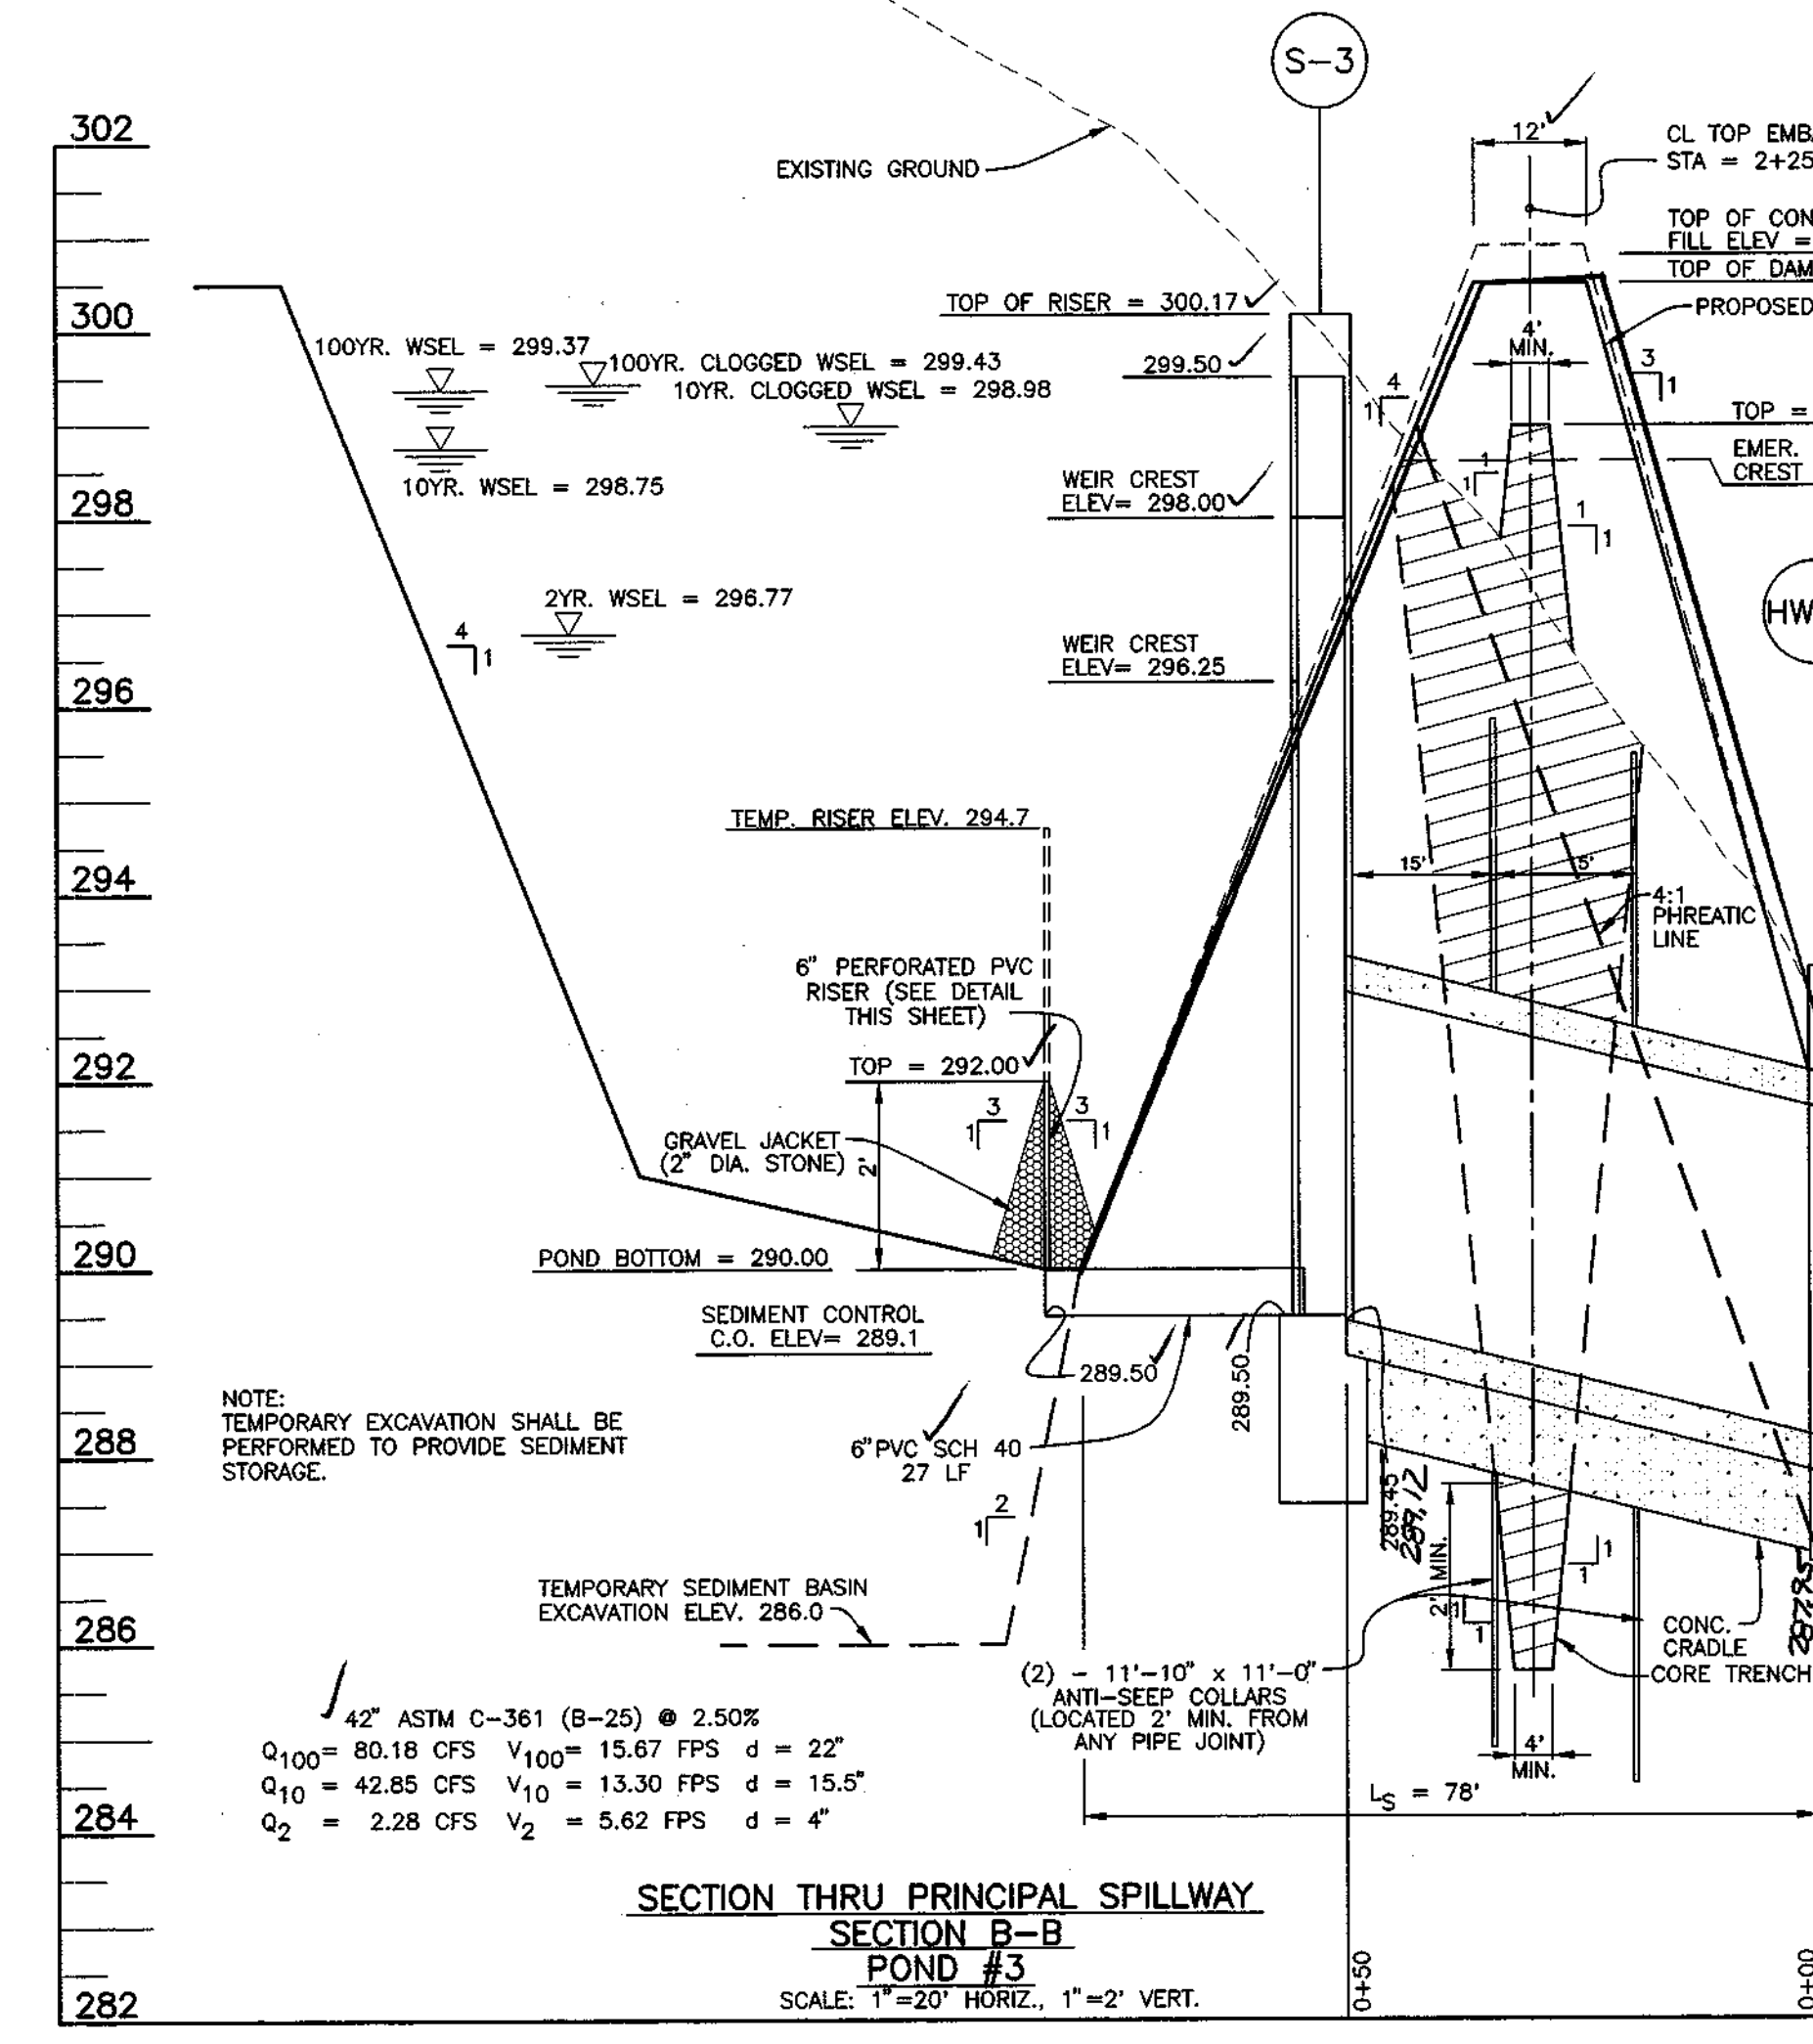 S-3
302
300
298
296
294
292
290
288
286
284
282
12'
CL TOP EMB
STA = 2+25
EXISTING GROUND
TOP OF CON
FILL ELEV =
TOP OF DAM
PROPOSED
TOP OF RISER = 300.17
299.50
100YR. WSEL = 299.37
100YR. CLOGGED WSEL = 299.43
10YR. CLOGGED WSEL = 298.98
10YR. WSEL = 298.75
4'
MIN.
3
1
4
1
TOP =
EMER.
CREST
WEIR CREST
ELEV= 298.00
1
1
1
1
HW
2YR. WSEL = 296.77
4
1
WEIR CREST
ELEV= 296.25
TEMP. RISER ELEV. 294.7
15'
5'
4:1
PHREATIC
LINE
6" PERFORATED PVC
RISER (SEE DETAIL
THIS SHEET)
TOP = 292.00
3
1
3
1
GRAVEL JACKET
(2" DIA. STONE)
2'
POND BOTTOM = 290.00
SEDIMENT CONTROL
C.O. ELEV= 289.1
289.50
289.50
NOTE:
TEMPORARY EXCAVATION SHALL BE
PERFORMED TO PROVIDE SEDIMENT
STORAGE.
6"PVC SCH 40
27 LF
289.45
289.12
2' MIN.
2
1
1
1
1
1
TEMPORARY SEDIMENT BASIN
EXCAVATION ELEV. 286.0
287.95
CONC.
CRADLE
CORE TRENCH
(2) - 11'-10" x 11'-0"
ANTI-SEEP COLLARS
(LOCATED 2' MIN. FROM
ANY PIPE JOINT)
4'
MIN.
42" ASTM C-361 (B-25) @ 2.50%
Q100= 80.18 CFS V100= 15.67 FPS d = 22"
Q10 = 42.85 CFS V10 = 13.30 FPS d = 15.5"
Q2 = 2.28 CFS V2 = 5.62 FPS d = 4"
LS = 78'
SECTION THRU PRINCIPAL SPILLWAY
SECTION B-B
POND #3
SCALE: 1"=20' HORIZ., 1"=2' VERT.
0+50
0+00